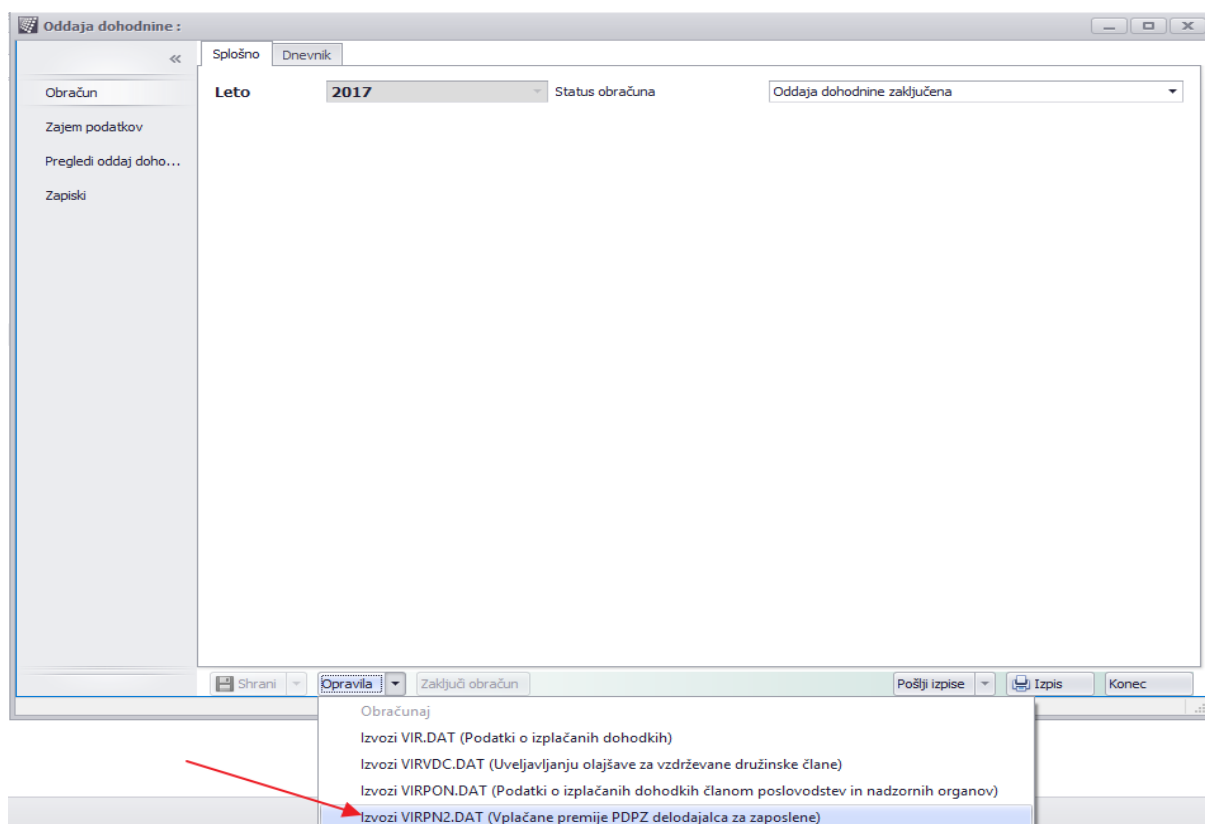 Oddaja dohodnine :
«
Splošno Dnevnik
Obračun
Leto 2017 Status obračuna Oddaja dohodnine zaključena
Zajem podatkov
Pregledi oddaj doho...
Zapiski
Shrani Opravila Zaključi obračun Pošlji izpise Izpis Konec
Obračunaj
Izvozi VIR.DAT (Podatki o izplačanih dohodkih)
Izvozi VIRVDC.DAT (Uveljavljanju olajšave za vzdrževane družinske člane)
Izvozi VIRPON.DAT (Podatki o izplačanih dohodkih članom poslovodstev in nadzornih organov)
Izvozi VIRPN2.DAT (Vplačane premije PDPZ delodajalca za zaposlene)